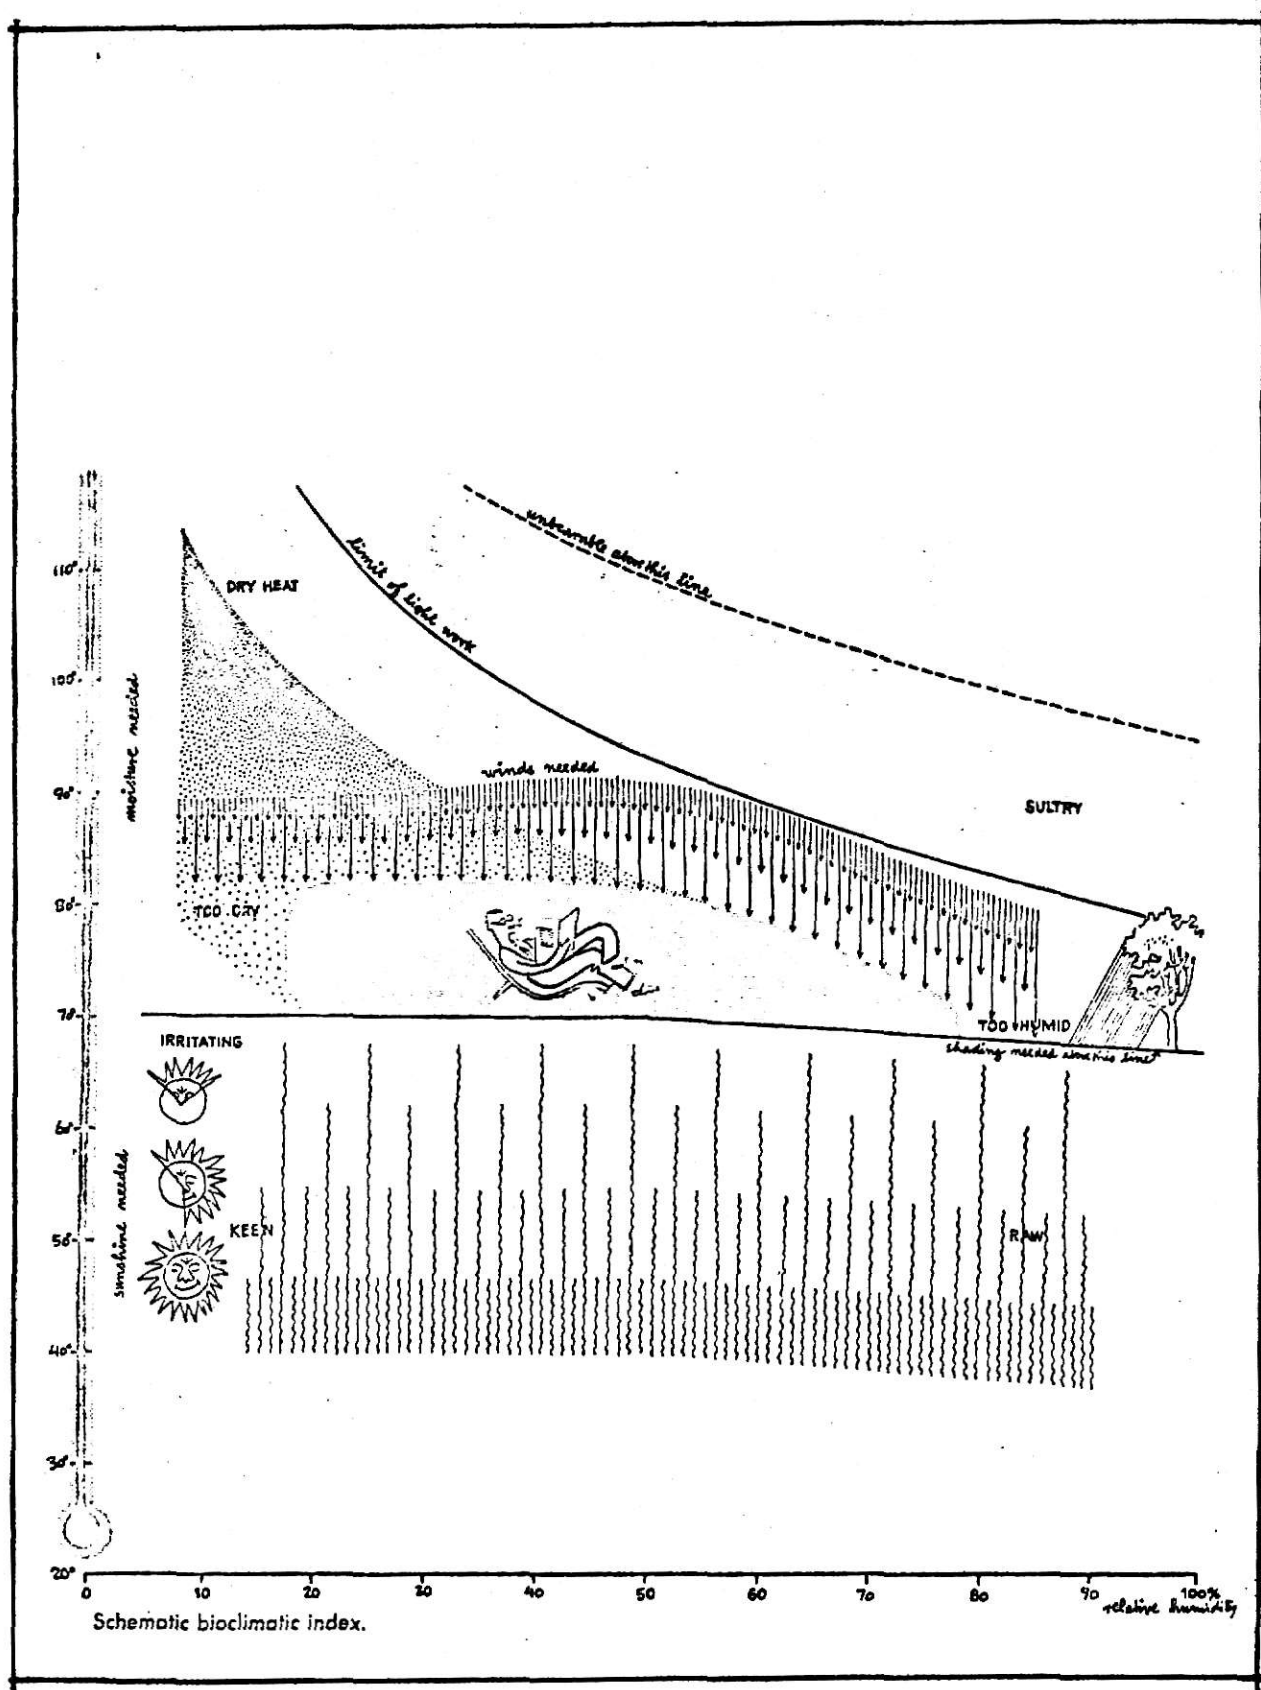 unbearable above this line
limit of light work
110°
DRY HEAT
100°
moisture needed
winds needed
90°
SULTRY
80°
TOO DRY
70°
TOO HUMID
shading needed above this line
IRRITATING
60°
sunshine needed
KEEN
RAW
50°
40°
30°
20°
0 10 20 30 40 50 60 70 80 90 100%
relative humidity
Schematic bioclimatic index.